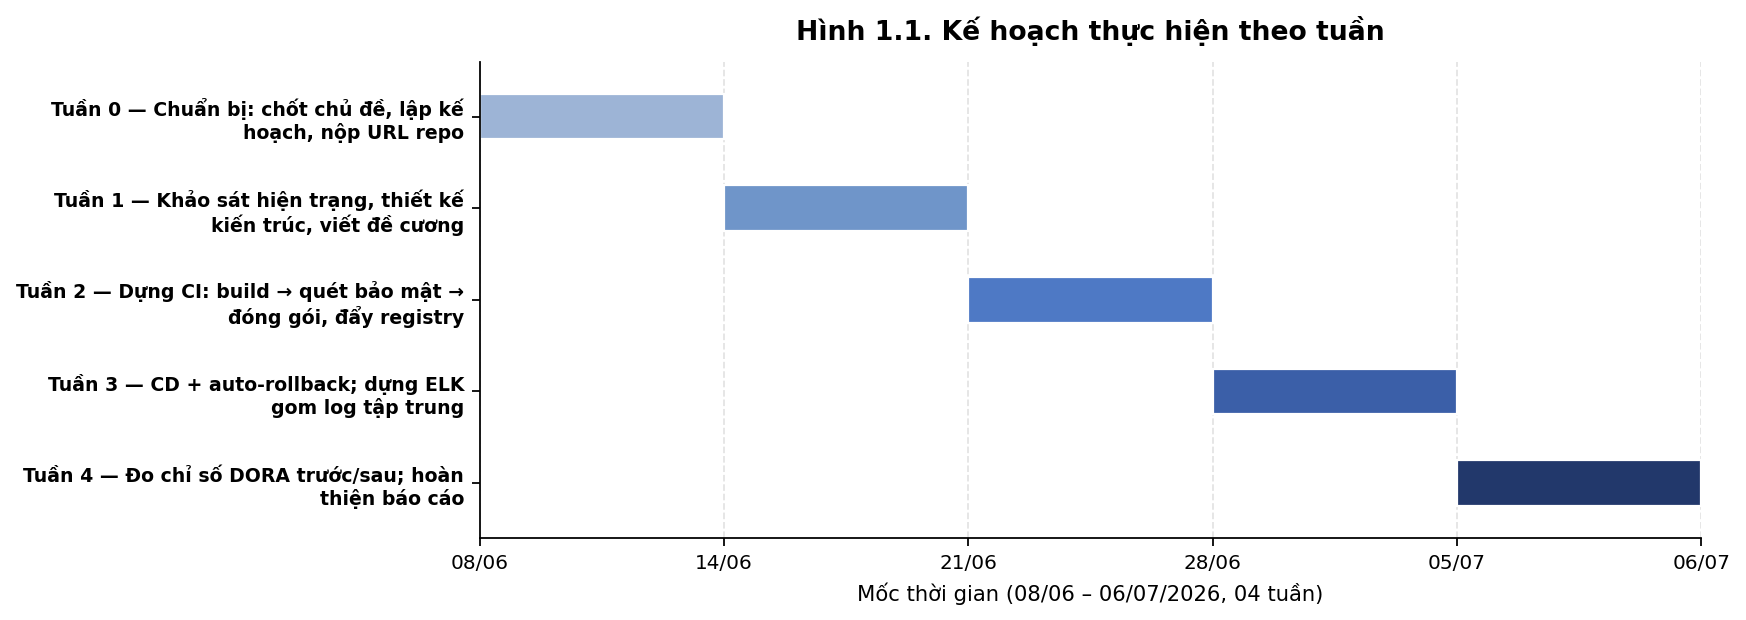 Hình 1.1. Kế hoạch thực hiện theo tuần
Tuần 0 — Chuẩn bị: chốt chủ đề, lập kế
hoạch, nộp URL repo
Tuần 1 — Khảo sát hiện trạng, thiết kế
kiến trúc, viết đề cương
Tuần 2 — Dựng CI: build → quét bảo mật →
đóng gói, đẩy registry
Tuần 3 — CD + auto-rollback; dựng ELK
gom log tập trung
Tuần 4 — Đo chỉ số DORA trước/sau; hoàn
thiện báo cáo
08/06 14/06 21/06 28/06 05/07 06/07
Mốc thời gian (08/06 – 06/07/2026, 04 tuần)